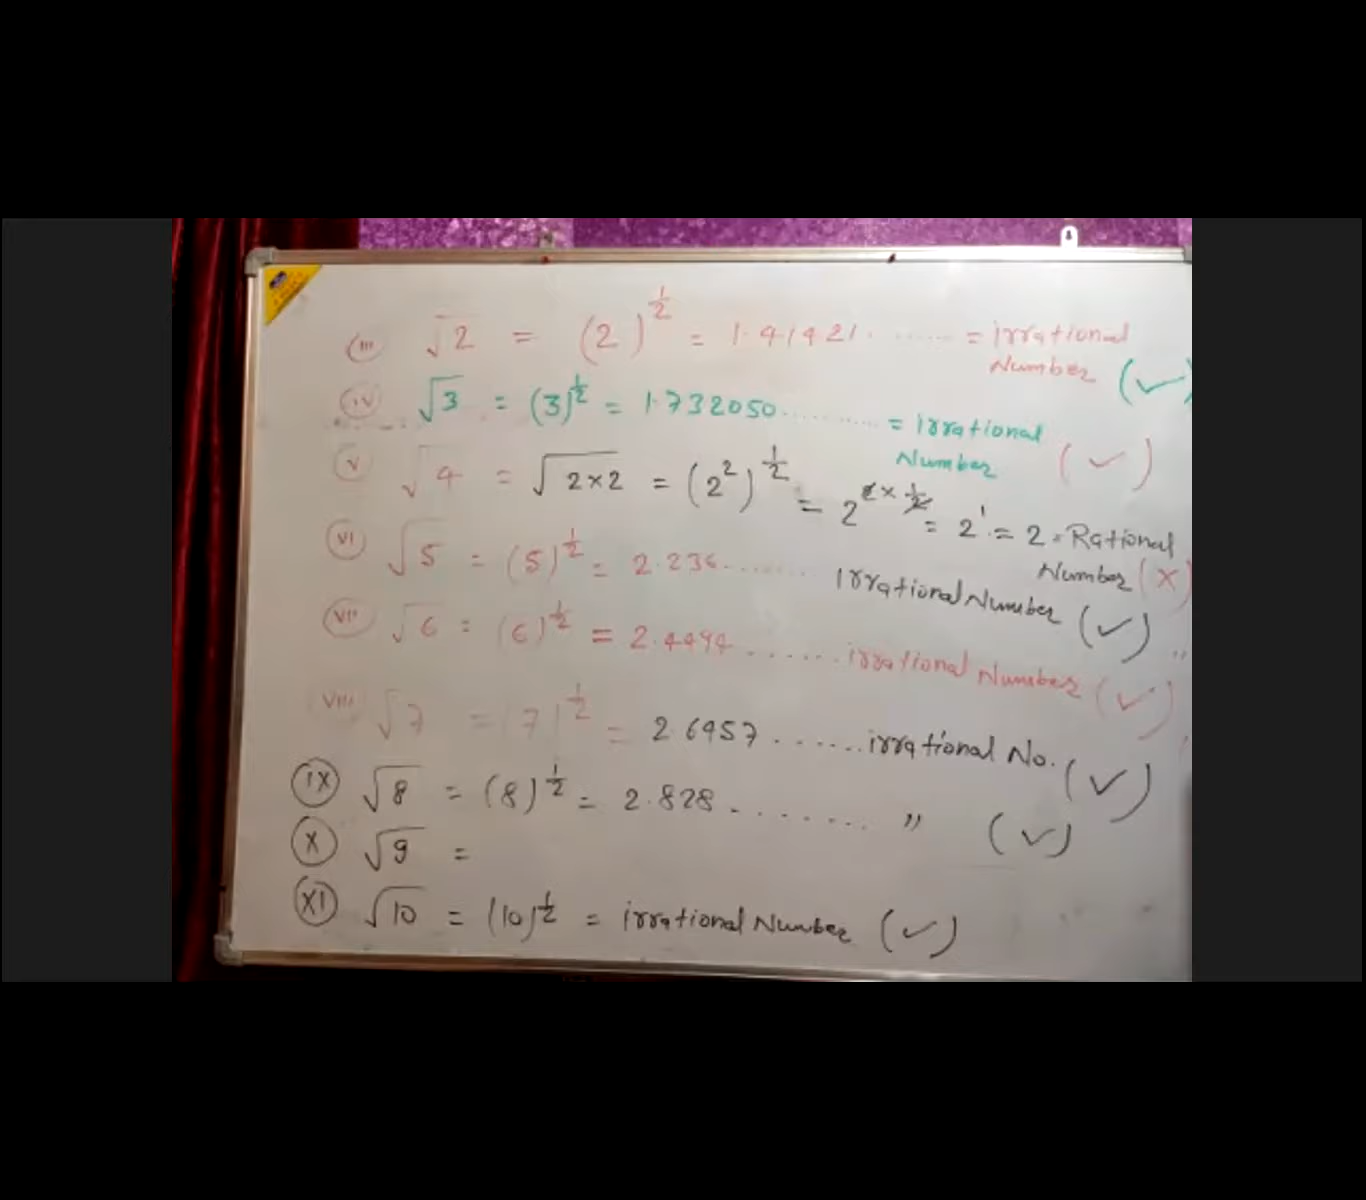 (iii) √2 = (2)^1/2 = 1.41421........ = irrational Number (✓)
(iv) √3 = (3)^1/2 = 1.732050............. = irrational Number (✓)
(v) √4 = √2×2 = (2²)^1/2 = 2^2×1/2 = 2¹ = 2 = Rational Number (×)
(vi) √5 = (5)^1/2 = 2.236......... Irrational Number (✓)
(vii) √6 = (6)^1/2 = 2.4494....... irrational Number (✓)
(viii) √7 = (7)^1/2 = 2.6457 ...... irrational No. (✓)
(ix) √8 = (8)^1/2 = 2.828........ " (✓)
(x) √9 =
(xi) √10 = (10)^1/2 = irrational Number (✓)